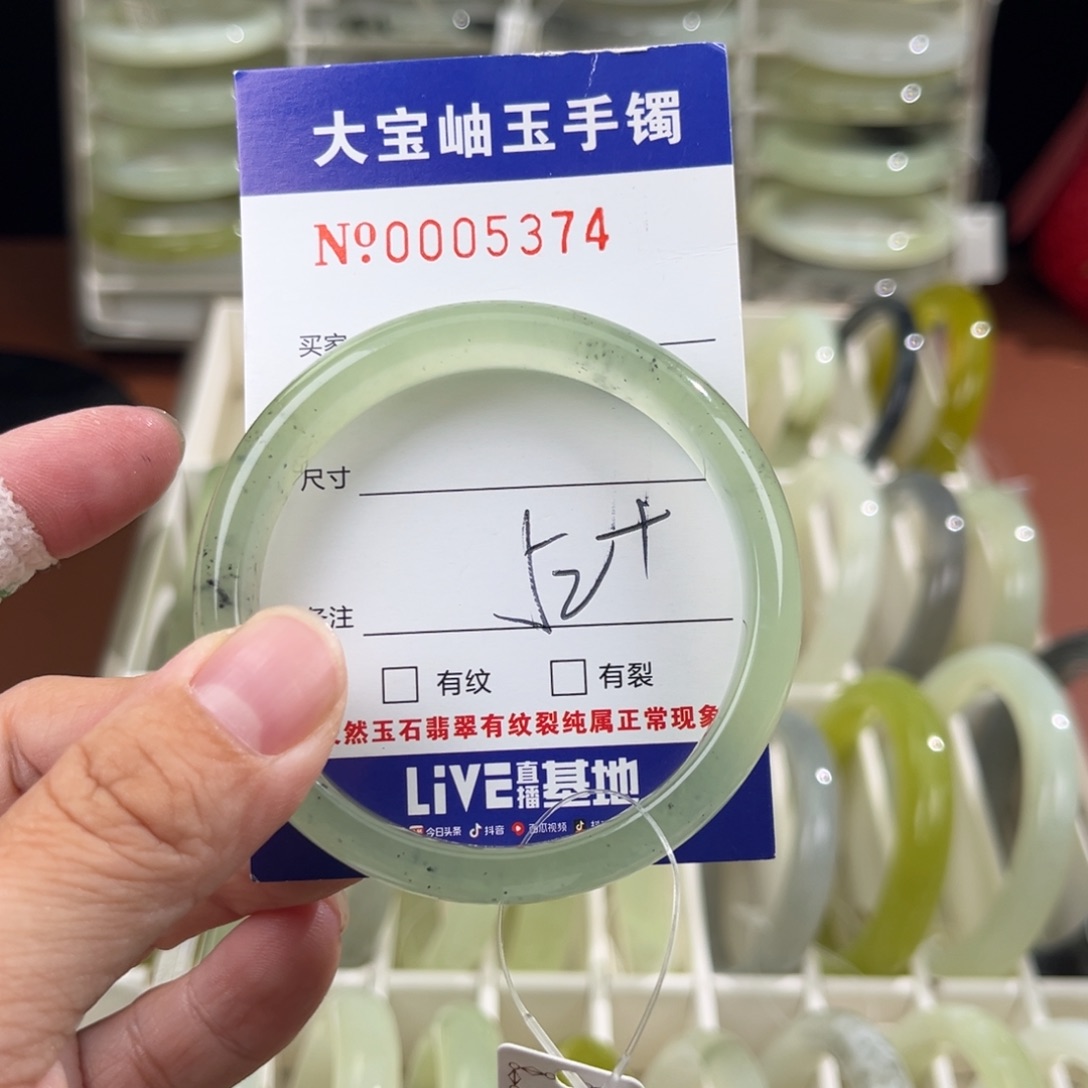 大宝岫玉手镯
Nº0005374
买家
尺寸
备注
有纹 有裂
然玉石翡翠有纹裂纯属正常现象
LiVE直播基地
今日头条 抖音 西瓜视频